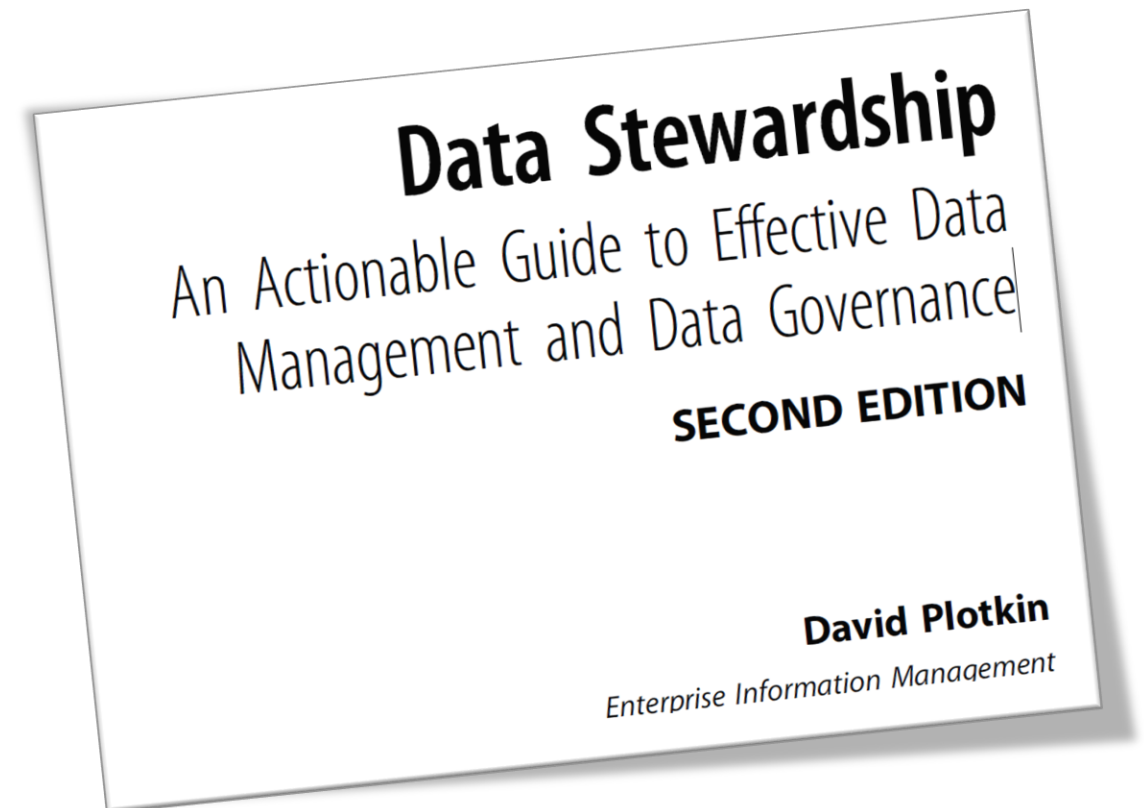 Data Stewardship
An Actionable Guide to Effective Data
Management and Data Governance
SECOND EDITION
David Plotkin
Enterprise Information Management